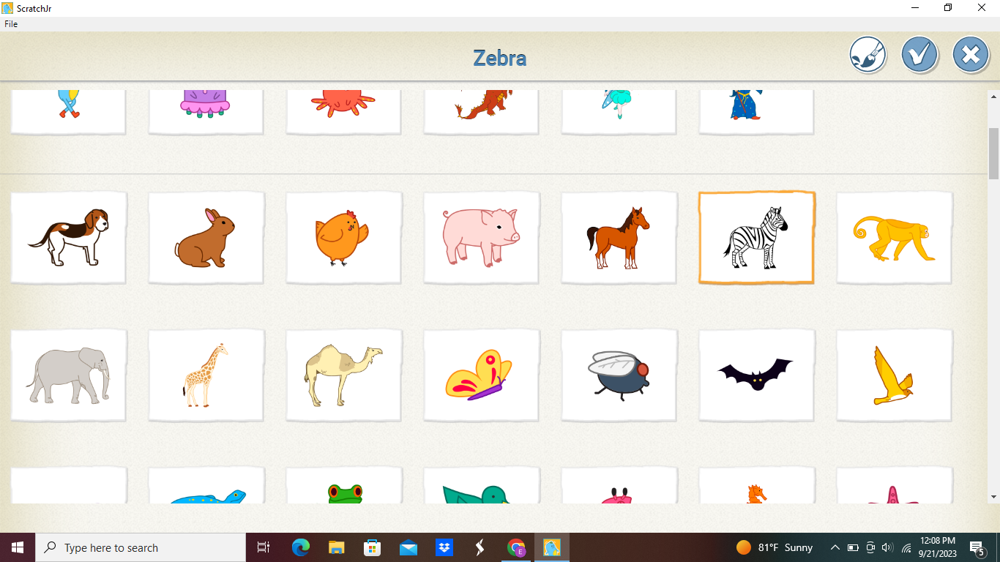 ScratchJr
File
Zebra
Type here to search
E
81°F Sunny
12:08 PM
9/21/2023
5